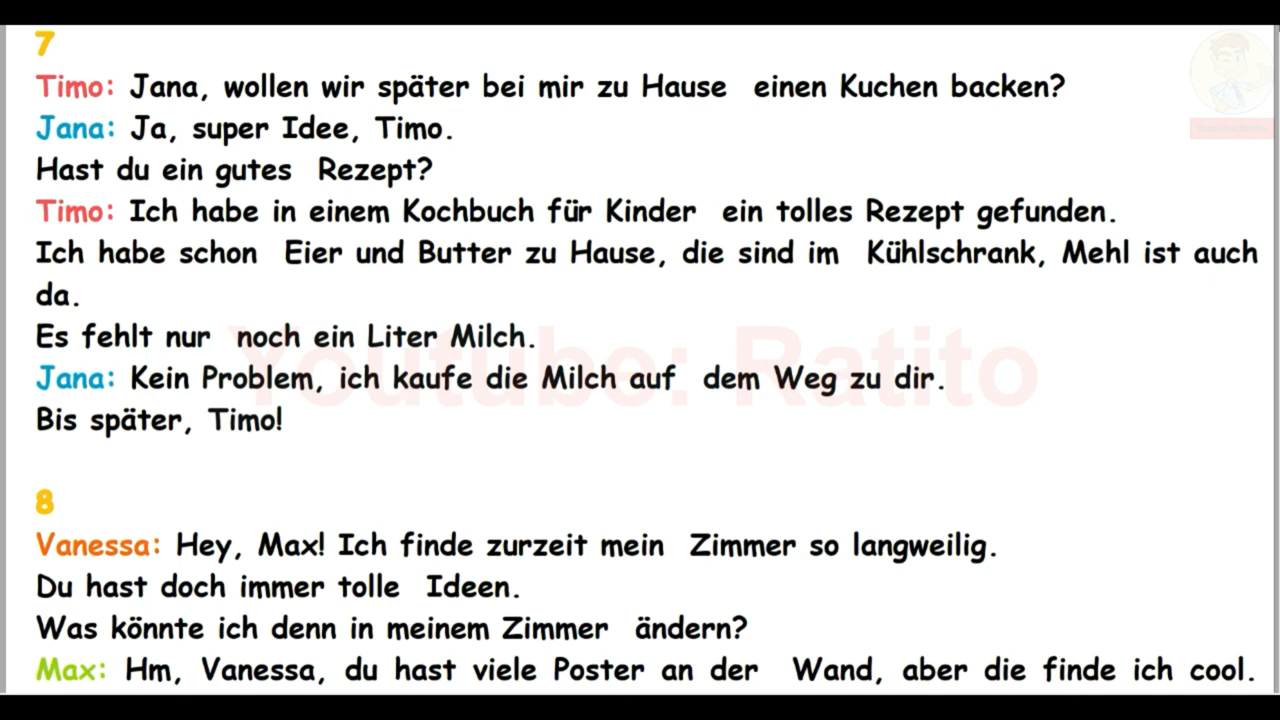 7
Timo: Jana, wollen wir später bei mir zu Hause einen Kuchen backen?
Jana: Ja, super Idee, Timo.
Hast du ein gutes Rezept?
Timo: Ich habe in einem Kochbuch für Kinder ein tolles Rezept gefunden.
Ich habe schon Eier und Butter zu Hause, die sind im Kühlschrank, Mehl ist auch
da.
Es fehlt nur noch ein Liter Milch.
Youtube: Ratito
Jana: Kein Problem, ich kaufe die Milch auf dem Weg zu dir.
Bis später, Timo!
8
Vanessa: Hey, Max! Ich finde zurzeit mein Zimmer so langweilig.
Du hast doch immer tolle Ideen.
Was könnte ich denn in meinem Zimmer ändern?
Max: Hm, Vanessa, du hast viele Poster an der Wand, aber die finde ich cool.